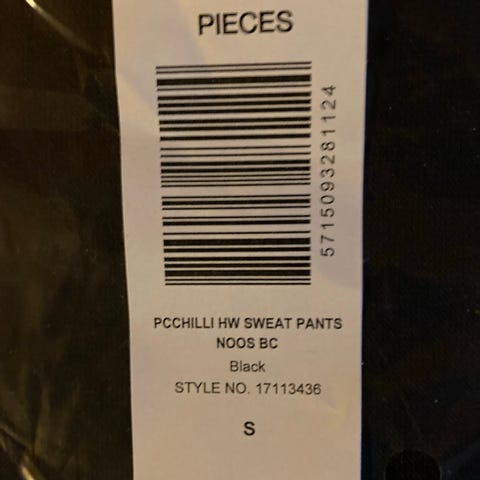 PIECES
5715093281124
PCCHILLI HW SWEAT PANTS
NOOS BC
Black
STYLE NO. 17113436
S